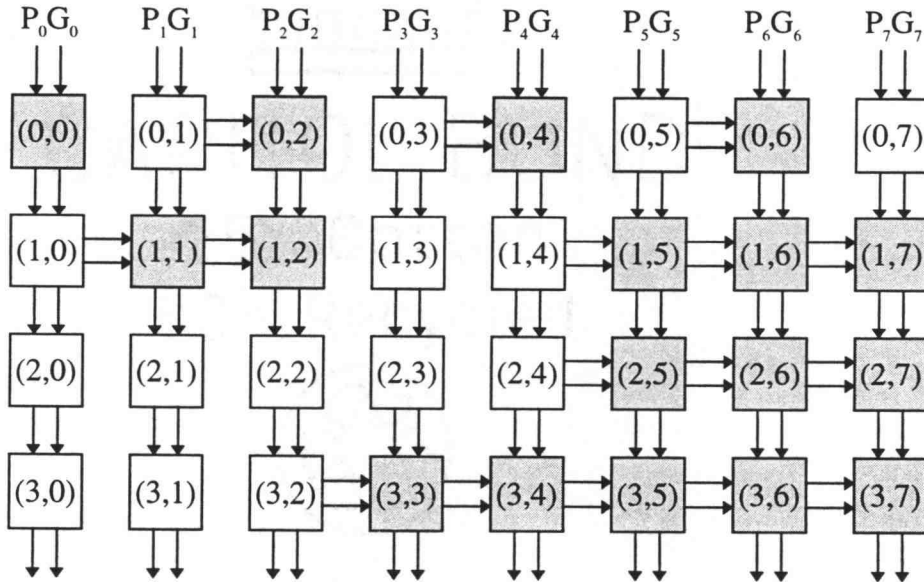 P₀G₀ P₁G₁ P₂G₂ P₃G₃ P₄G₄ P₅G₅ P₆G₆ P₇G₇
(0,0) (0,1) (0,2) (0,3) (0,4) (0,5) (0,6) (0,7)
(1,0) (1,1) (1,2) (1,3) (1,4) (1,5) (1,6) (1,7)
(2,0) (2,1) (2,2) (2,3) (2,4) (2,5) (2,6) (2,7)
(3,0) (3,1) (3,2) (3,3) (3,4) (3,5) (3,6) (3,7)